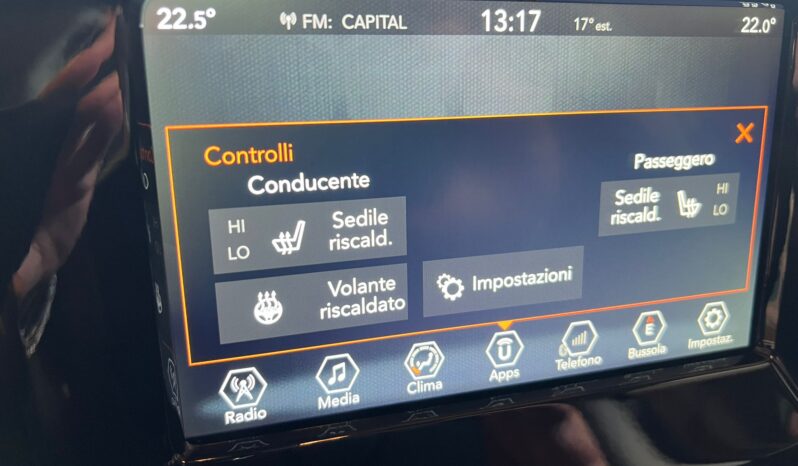 22.5° FM: CAPITAL 13:17 17° est. 22.0°
Controlli
Conducente
Passeggero
HI
LO
Sedile
riscald.
Sedile
riscald.
HI
LO
Volante
riscaldato
Impostazioni
Radio
Media
Clima
Apps
Telefono
Bussola
E
Impostaz.